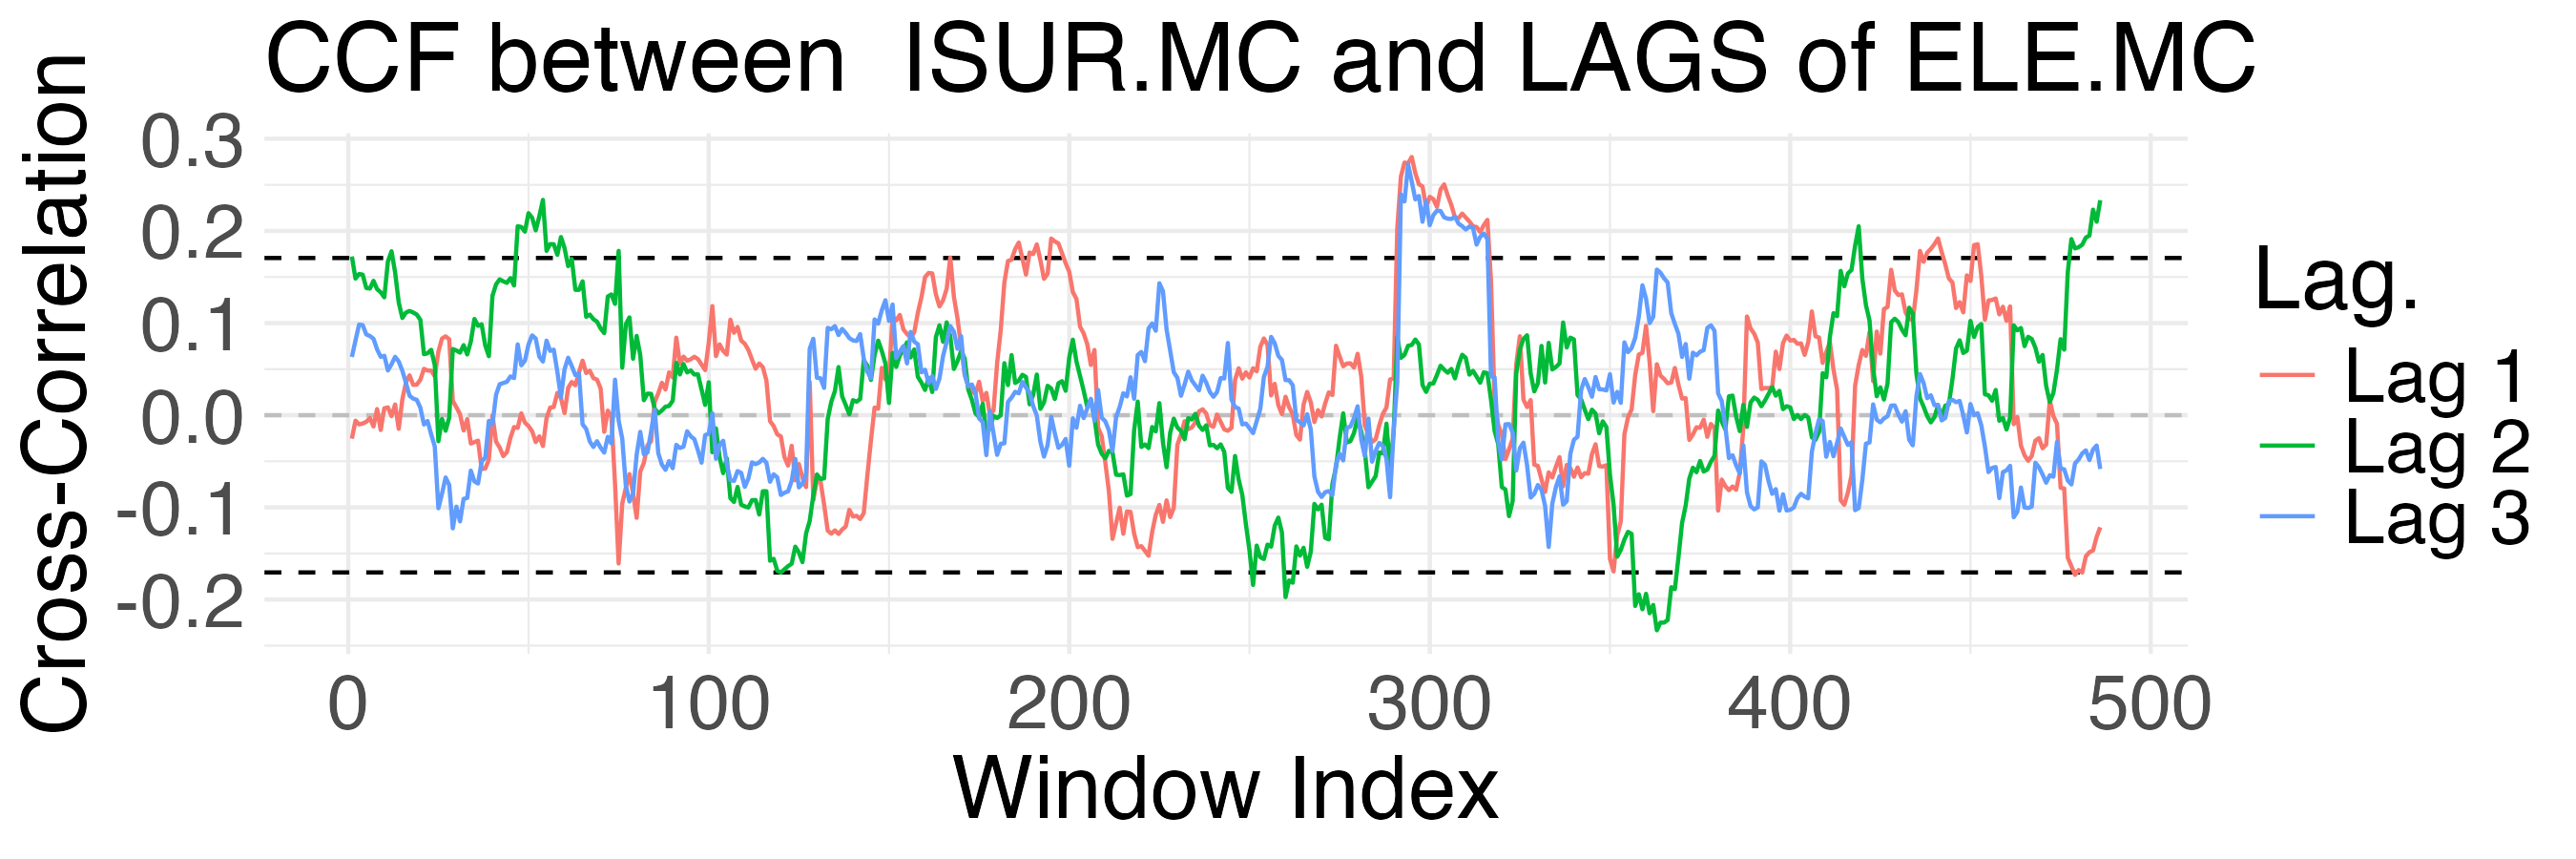 CCF between  ISUR.MC and LAGS of ELE.MC
Cross-Correlation
0.3
0.2
0.1
0.0
-0.1
-0.2
0
100
200
300
400
500
Window Index
Lag.
Lag 1
Lag 2
Lag 3